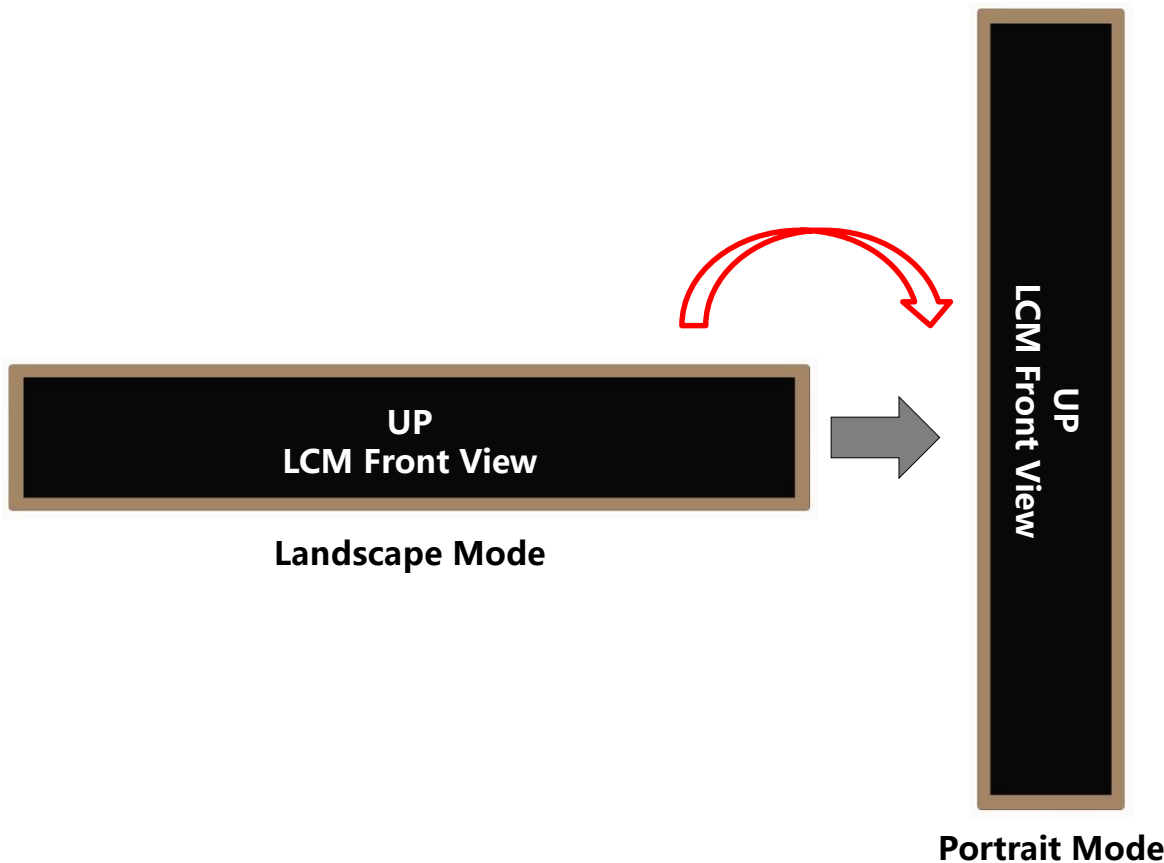 UP
LCM Front View
Landscape Mode
UP
LCM Front View
Portrait Mode